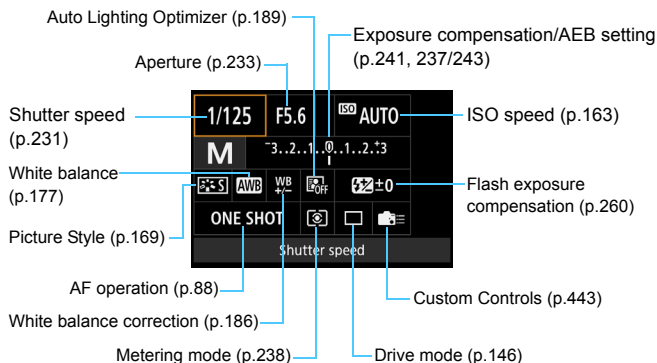 Auto Lighting Optimizer (p.189)
Exposure compensation/AEB setting
(p.241, 237/243)
Aperture (p.233)
Shutter speed
(p.231)
1/125 F5.6 ISO AUTO
ISO speed (p.163)
M -3..2..1..0..1..2.+3
White balance
(p.177)
S AWB WB +/- OFF ±0
Flash exposure
compensation (p.260)
Picture Style (p.169)
ONE SHOT
Shutter speed
AF operation (p.88)
Custom Controls (p.443)
White balance correction (p.186)
Metering mode (p.238)
Drive mode (p.146)